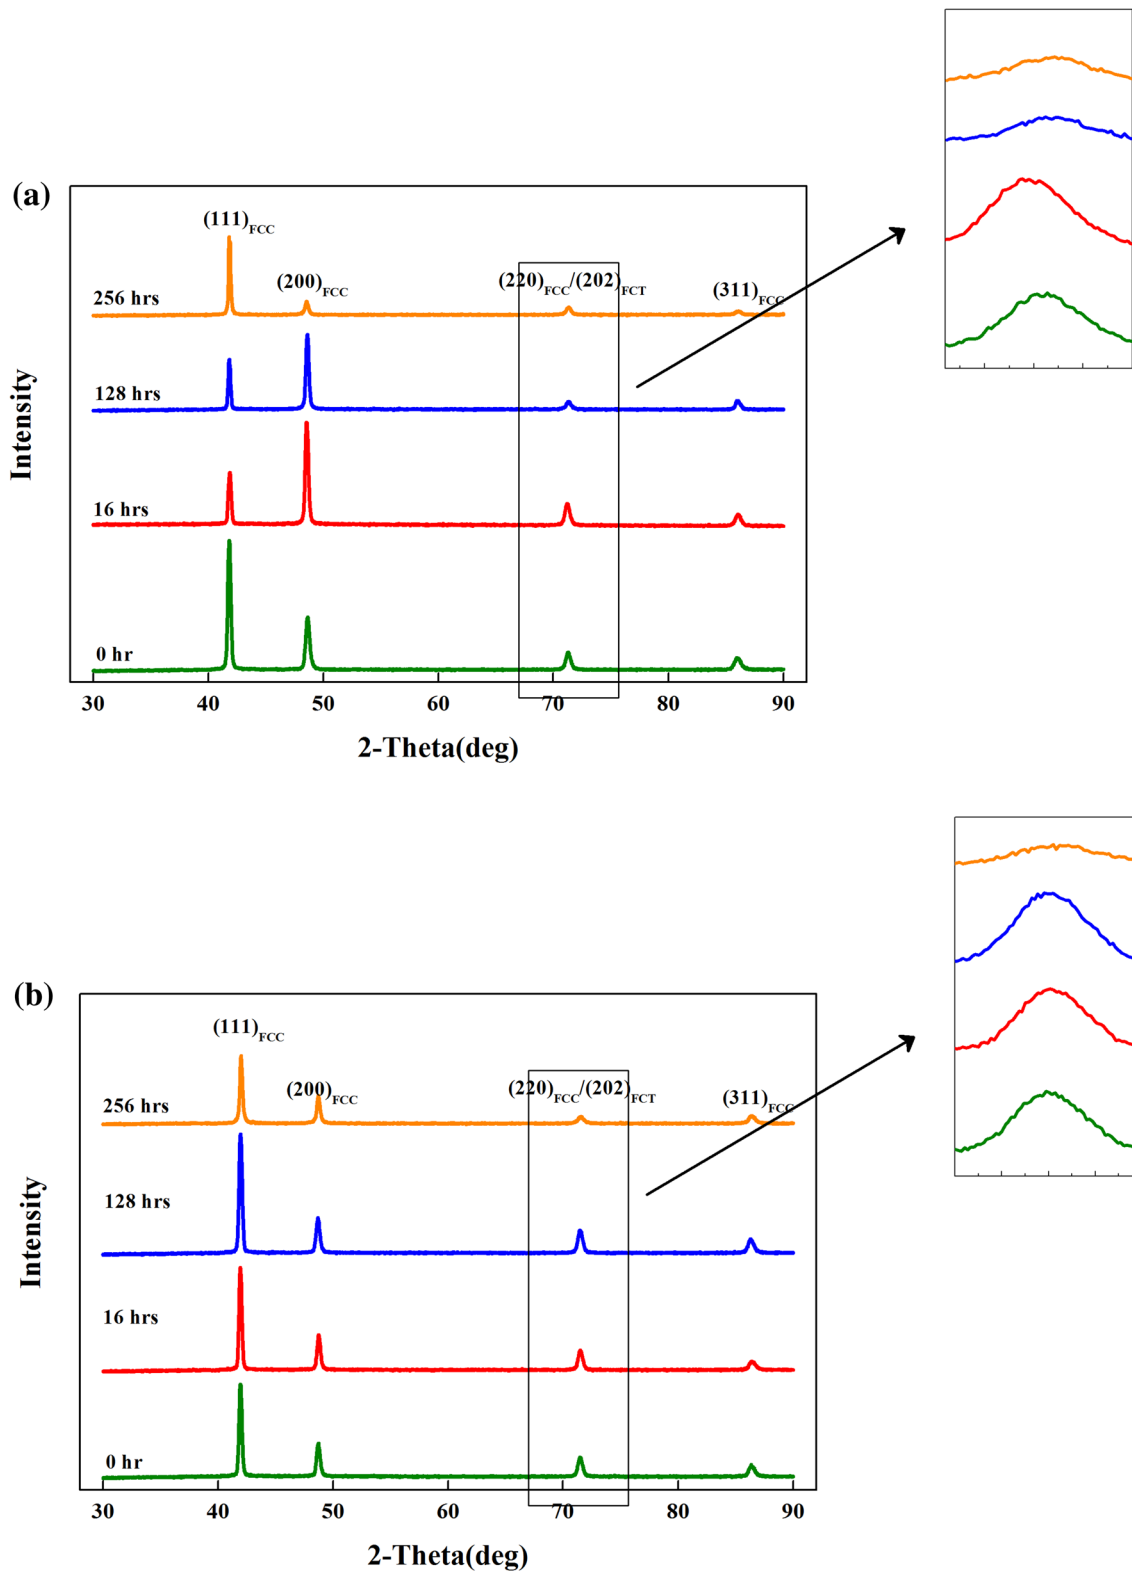 (a)
(111)FCC
(200)FCC
(220)FCC/(202)FCT
(311)FCC
256 hrs
128 hrs
16 hrs
0 hr
Intensity
30 40 50 60 70 80 90
2-Theta(deg)
(b)
(111)FCC
(200)FCC
(220)FCC/(202)FCT
(311)FCC
256 hrs
128 hrs
16 hrs
0 hr
Intensity
30 40 50 60 70 80 90
2-Theta(deg)